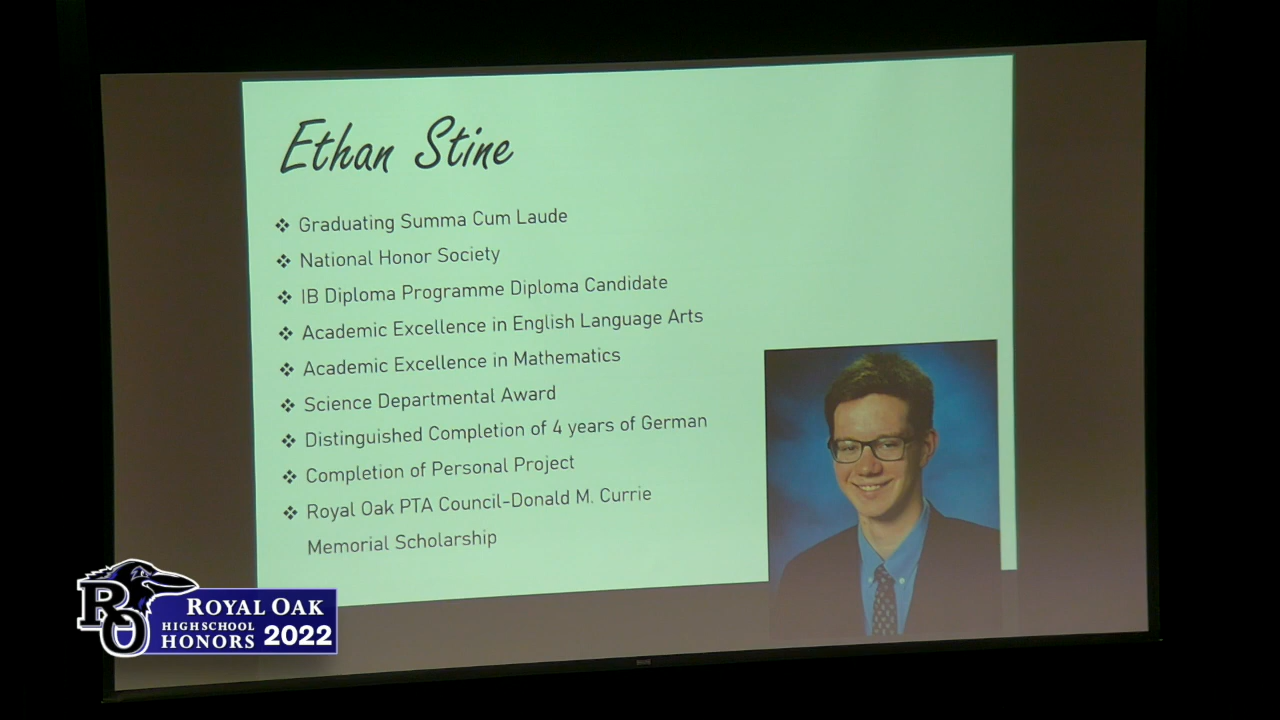 Ethan Stine
❖ Graduating Summa Cum Laude
❖ National Honor Society
❖ IB Diploma Programme Diploma Candidate
❖ Academic Excellence in English Language Arts
❖ Academic Excellence in Mathematics
❖ Science Departmental Award
❖ Distinguished Completion of 4 years of German
❖ Completion of Personal Project
❖ Royal Oak PTA Council-Donald M. Currie
Memorial Scholarship
RO
ROYAL OAK
HIGH SCHOOL
HONORS 2022